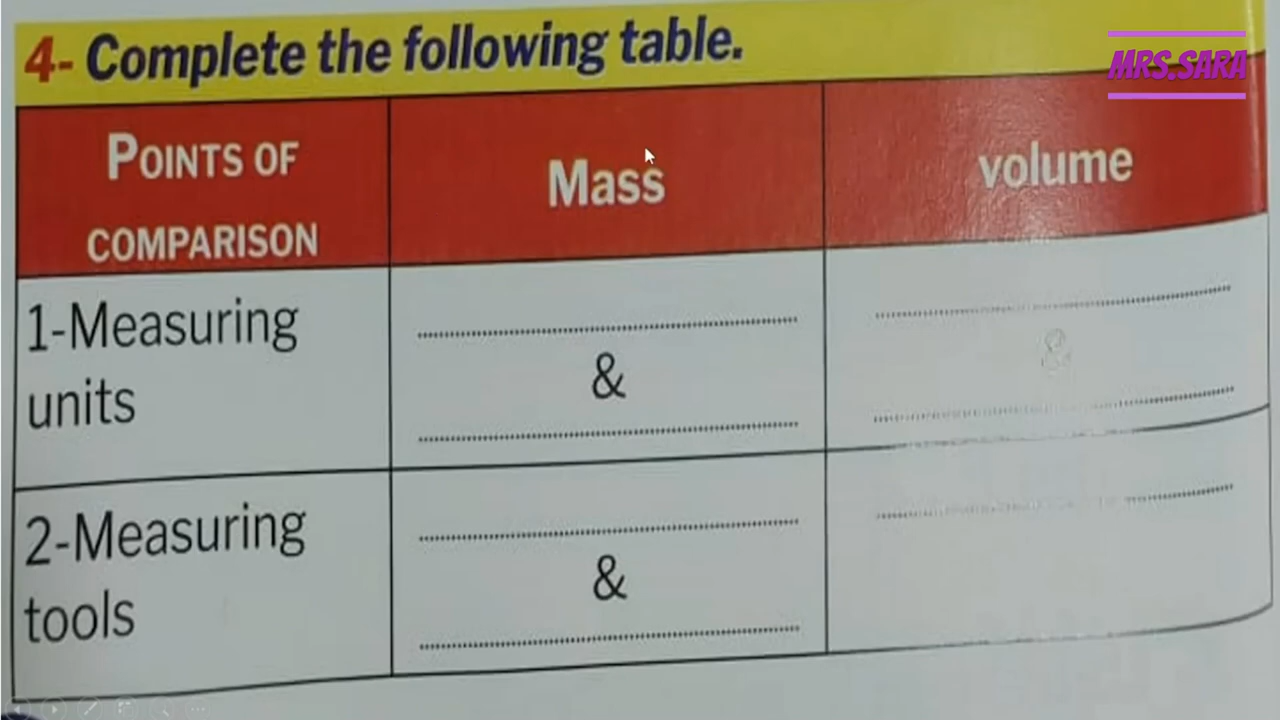 4- Complete the following table.
MRS.SARA
POINTS OF
COMPARISON
Mass
volume
1-Measuring
units
&
&
2-Measuring
tools
&